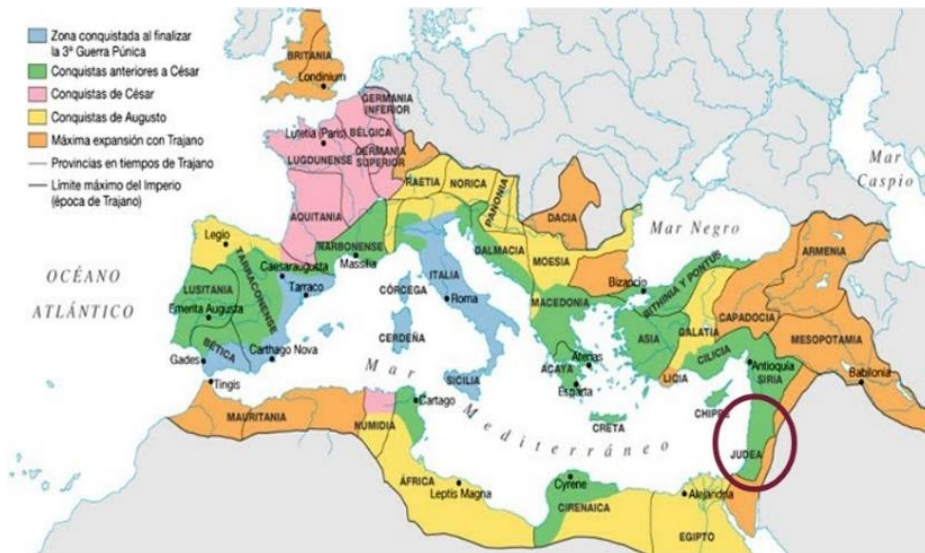 Zona conquistada al finalizar
la 3ª Guerra Púnica
Conquistas anteriores a César
Conquistas de César
Conquistas de Augusto
Máxima expansión con Trajano
Provincias en tiempos de Trajano
Límite máximo del Imperio
(época de Trajano)
BRITANIA
Londinium
GERMANIA
INFERIOR
BÉLGICA
Lutetia (París)
LUGDUNENSE
GERMANIA
SUPERIOR
RAETIA
NORICA
PANONIA
DACIA
Mar
Caspio
Mar Negro
AQUITANIA
NARBONENSE
Massilia
DALMACIA
MOESIA
ARMENIA
Legio
TARRACONENSE
Caesaraugusta
Tarraco
LUSITANIA
Emerita Augusta
BÉTICA
Carthago Nova
Gades
Tingis
OCÉANO
ATLÁNTICO
CÓRCEGA
ITALIA
Roma
CERDEÑA
SICILIA
MACEDONIA
Bizancio
BITHINIA Y PONTUS
GALATIA
CAPADOCIA
MESOPOTAMIA
ASIA
Atenas
ACAYA
Esparta
LICIA
CILICIA
Antioquía
SIRIA
Babilonia
CHIPRE
CRETA
JUDEA
Mar Mediterráneo
MAURITANIA
NUMIDIA
Cartago
ÁFRICA
Leptis Magna
Cyrene
CIRENAICA
Alejandría
EGIPTO